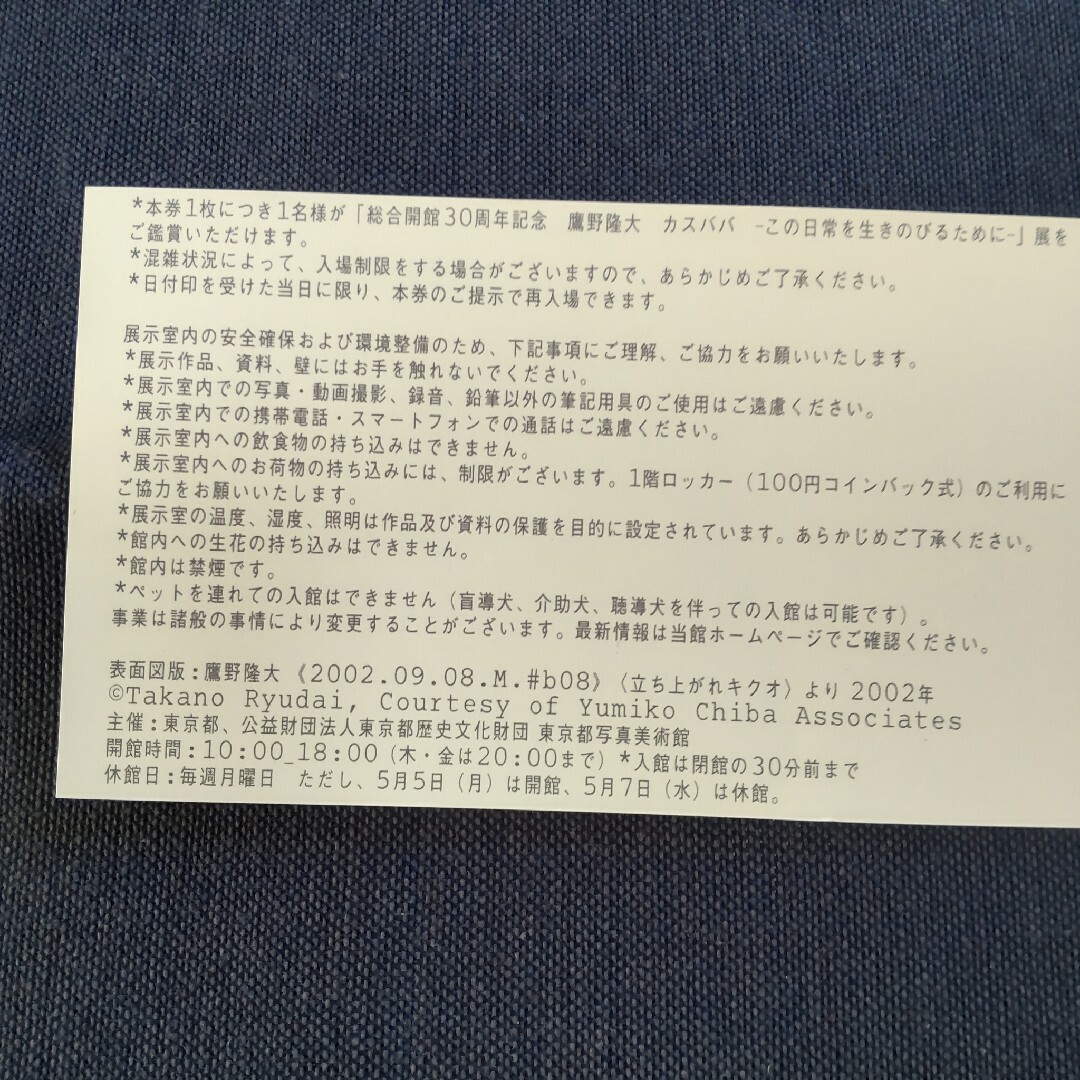 *本券1枚につき1名様が「総合開館30周年記念　鷹野隆大　カスババ　-この日常を生きのびるために-」展を
ご鑑賞いただけます。
*混雑状況によって、入場制限をする場合がございますので、あらかじめご了承ください。
*日付印を受けた当日に限り、本券のご提示で再入場できます。
展示室内の安全確保および環境整備のため、下記事項にご理解、ご協力をお願いいたします。
*展示作品、資料、壁にはお手を触れないでください。
*展示室内での写真・動画撮影、録音、鉛筆以外の筆記用具のご使用はご遠慮ください。
*展示室内での携帯電話・スマートフォンでの通話はご遠慮ください。
*展示室内への飲食物の持ち込みはできません。
*展示室内へのお荷物の持ち込みには、制限がございます。1階ロッカー（100円コインバック式）のご利用に
ご協力をお願いいたします。
*展示室の温度、湿度、照明は作品及び資料の保護を目的に設定されています。あらかじめご了承ください。
*館内への生花の持ち込みはできません。
*館内は禁煙です。
*ペットを連れての入館はできません（盲導犬、介助犬、聴導犬を伴っての入館は可能です）。
事業は諸般の事情により変更することがございます。最新情報は当館ホームページでご確認ください。
表面図版：鷹野隆大《2002.09.08.M.#b08》〈立ち上がれキクオ〉より 2002年
©Takano Ryudai, Courtesy of Yumiko Chiba Associates
主催：東京都、公益財団法人東京都歴史文化財団 東京都写真美術館
開館時間：10:00_18:00（木・金は20:00まで）*入館は閉館の30分前まで
休館日：毎週月曜日　ただし、5月5日（月）は開館、5月7日（水）は休館。